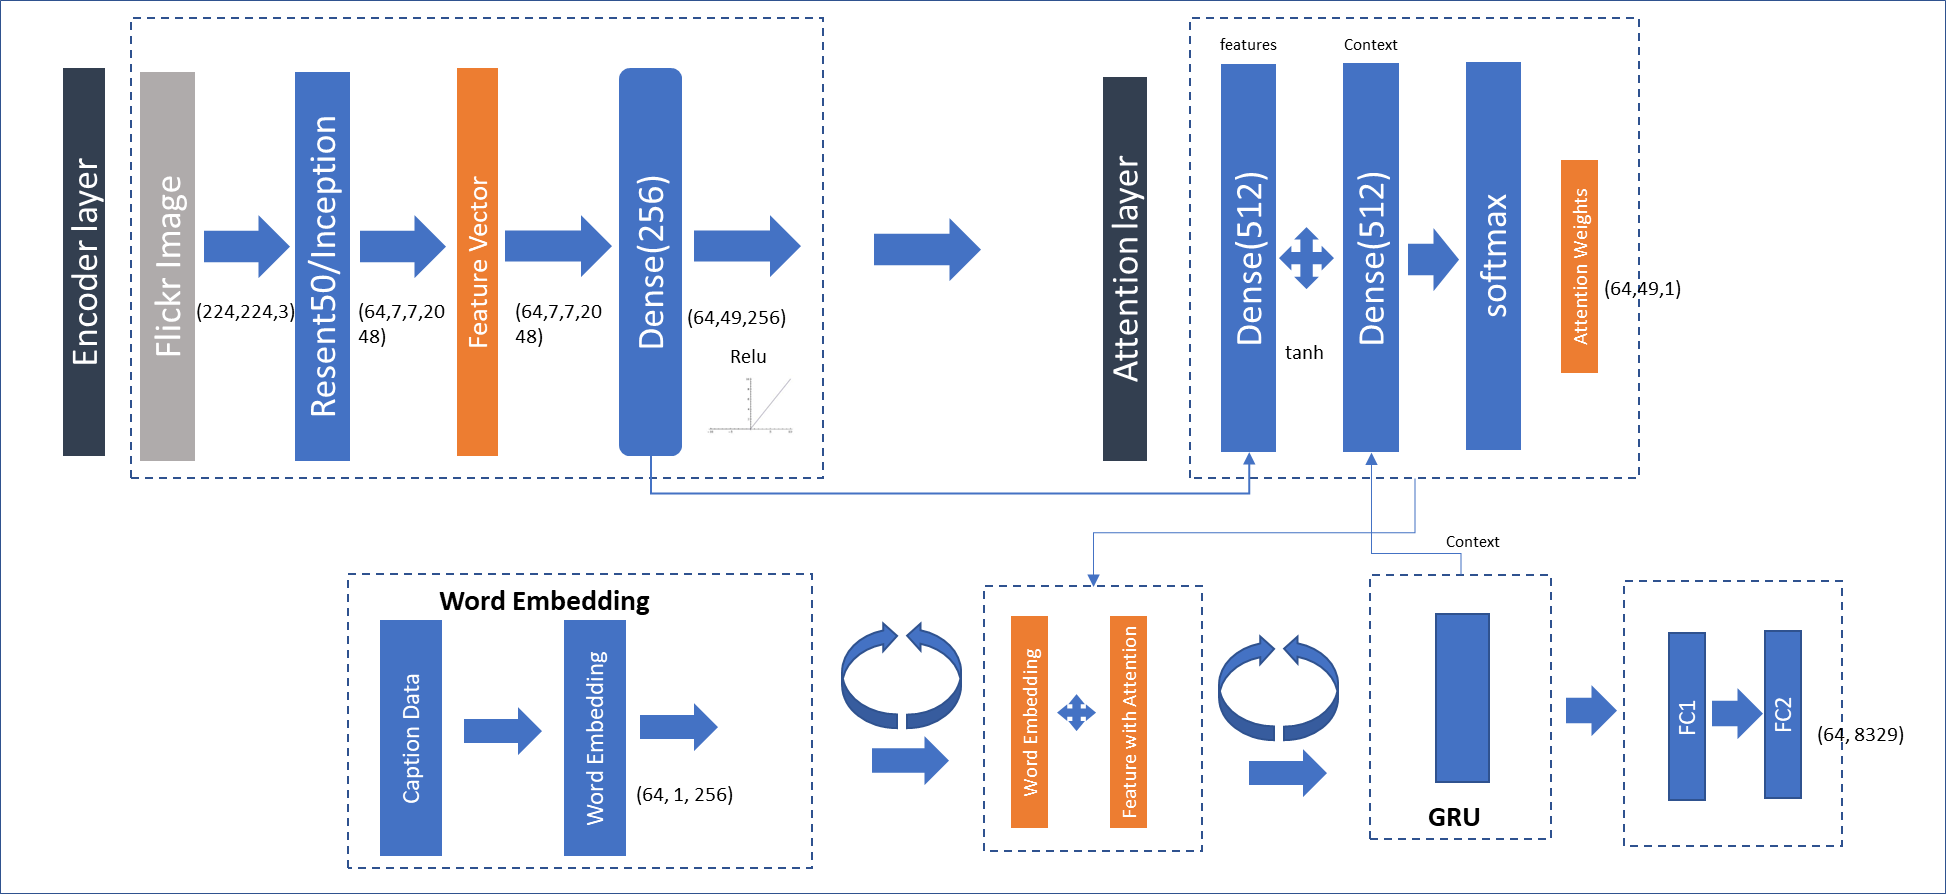 Encoder layer
Flickr Image
(224,224,3)
Resent50/Inception
(64,7,7,20
48)
Feature Vector
(64,7,7,20
48)
Dense(256)
(64,49,256)
Relu
Attention layer
features
Dense(512)
tanh
Context
Dense(512)
softmax
Attention Weights
(64,49,1)
Word Embedding
Caption Data
Word Embedding
(64, 1, 256)
Word Embedding
Feature with Attention
Context
GRU
FC1
FC2
(64, 8329)